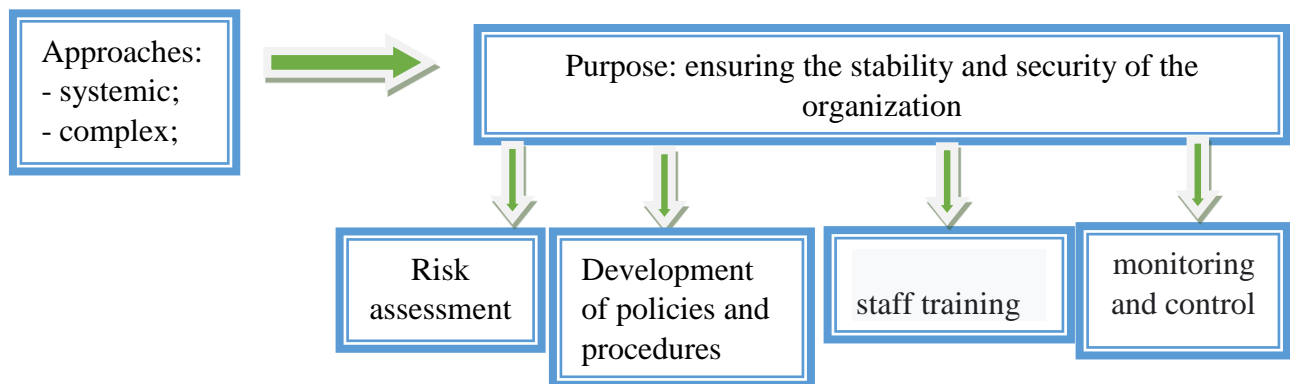 Approaches:
- systemic;
- complex;
Purpose: ensuring the stability and security of the
organization
Risk
assessment
Development
of policies and
procedures
staff training
monitoring
and control